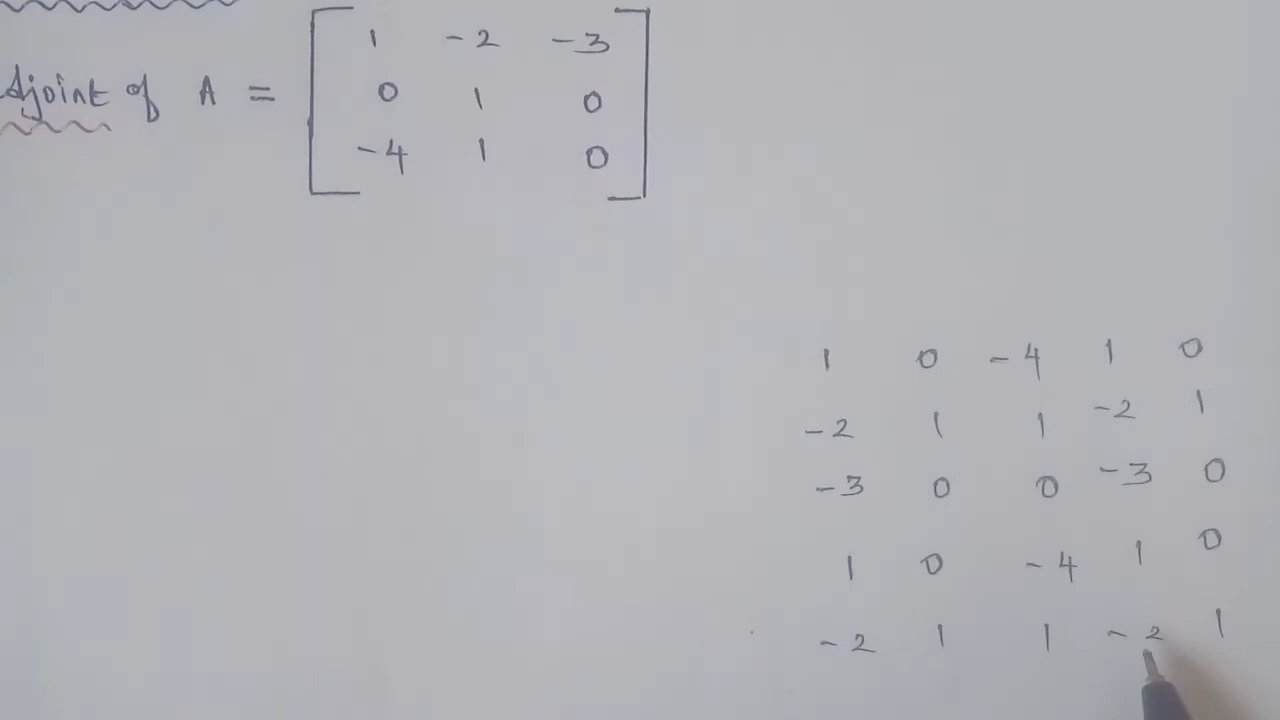 1 -2 -3
Adjoint of A = 0 1 0
-4 1 0
1 0 -4 1 0
-2 1 1 -2 1
-3 0 0 -3 0
1 0 -4 1 0
-2 1 1 -2 1